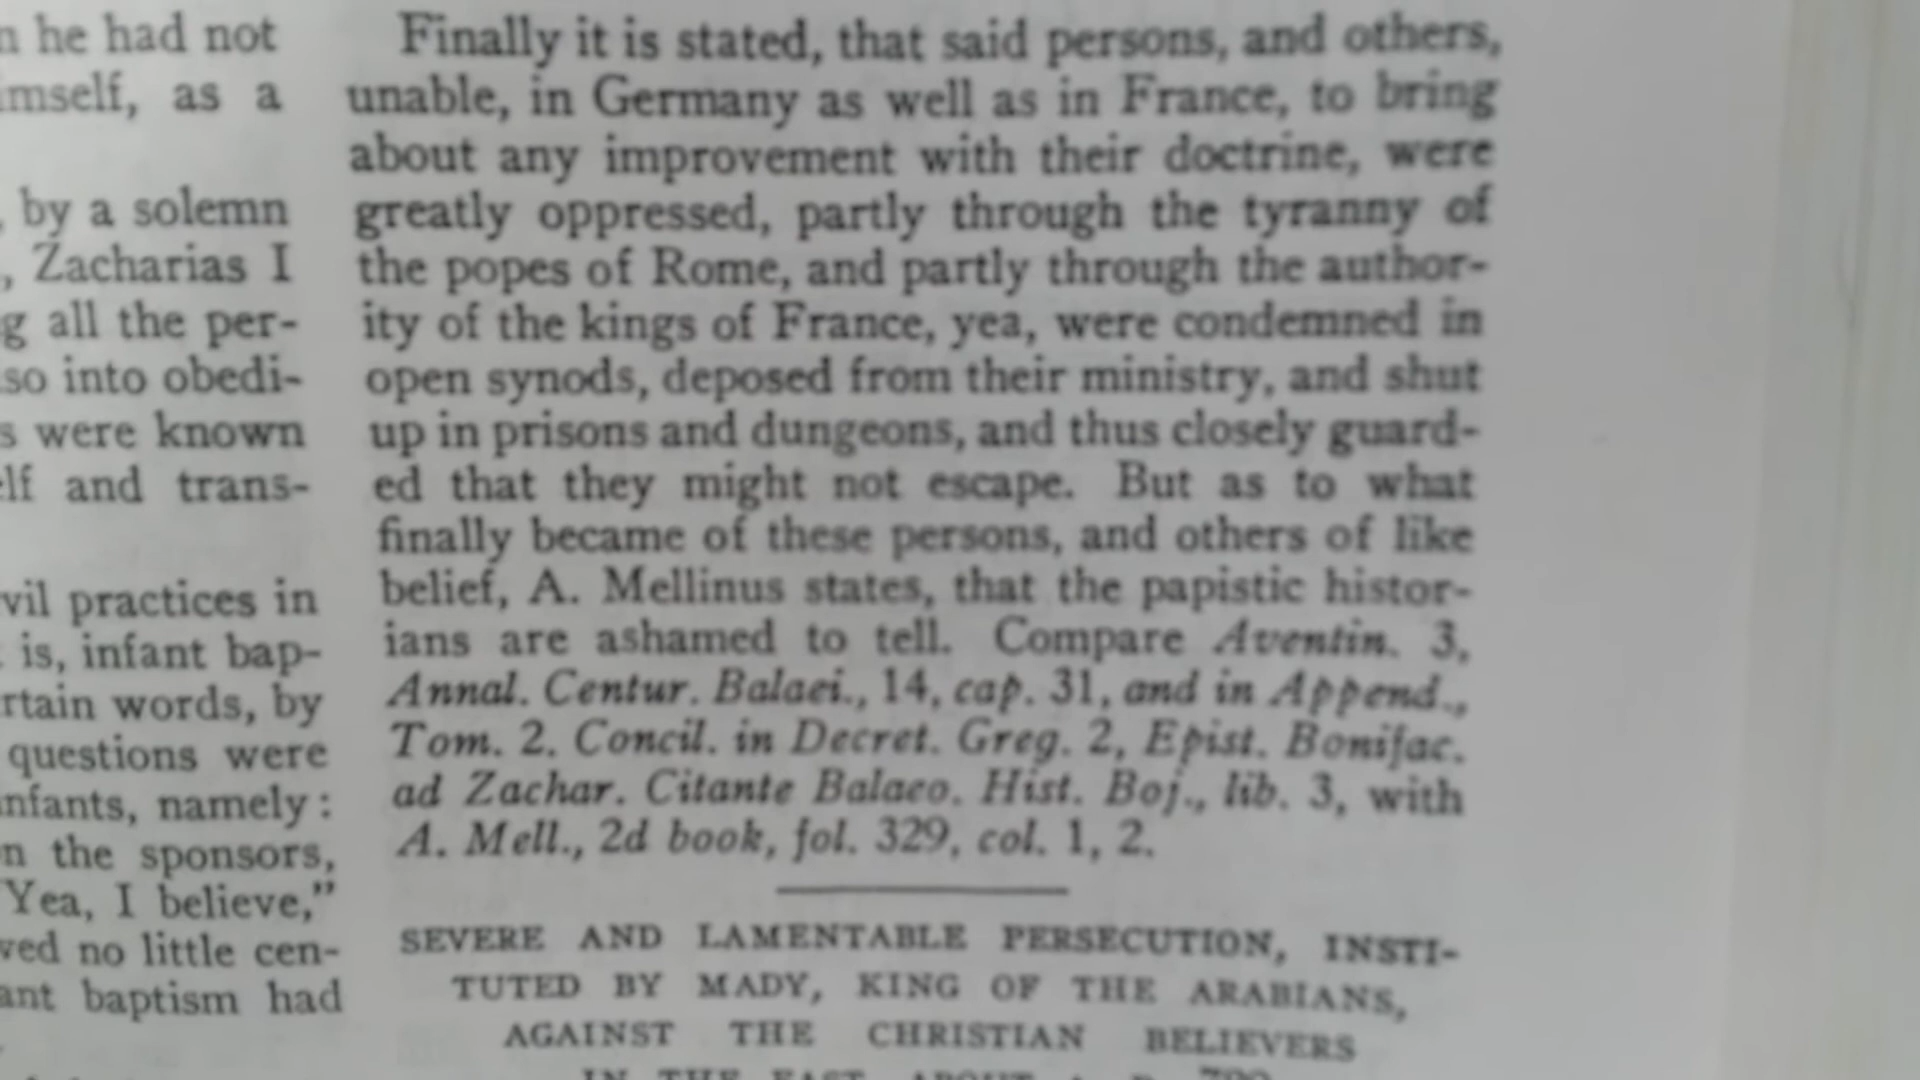 n he had not
imself, as a
, by a solemn
, Zacharias I
g all the per-
so into obedi-
s were known
elf and trans-
vil practices in
is, infant bap-
rtain words, by
questions were
nfants, namely:
n the sponsors,
"Yea, I believe,"
ved no little cen-
ant baptism had
Finally it is stated, that said persons, and others,
unable, in Germany as well as in France, to bring
about any improvement with their doctrine, were
greatly oppressed, partly through the tyranny of
the popes of Rome, and partly through the author-
ity of the kings of France, yea, were condemned in
open synods, deposed from their ministry, and shut
up in prisons and dungeons, and thus closely guard-
ed that they might not escape. But as to what
finally became of these persons, and others of like
belief, A. Mellinus states, that the papistic histor-
ians are ashamed to tell. Compare Aventin. 3,
Annal. Centur. Balaei., 14, cap. 31, and in Append.,
Tom. 2. Concil. in Decret. Greg. 2, Epist. Bonifac.
ad Zachar. Citante Balaeo. Hist. Boj., lib. 3, with
A. Mell., 2d book, fol. 329, col. 1, 2.
SEVERE AND LAMENTABLE PERSECUTION, INSTI-
TUTED BY MADY, KING OF THE ARABIANS,
AGAINST THE CHRISTIAN BELIEVERS
IN THE EAST, ABOUT A. D.